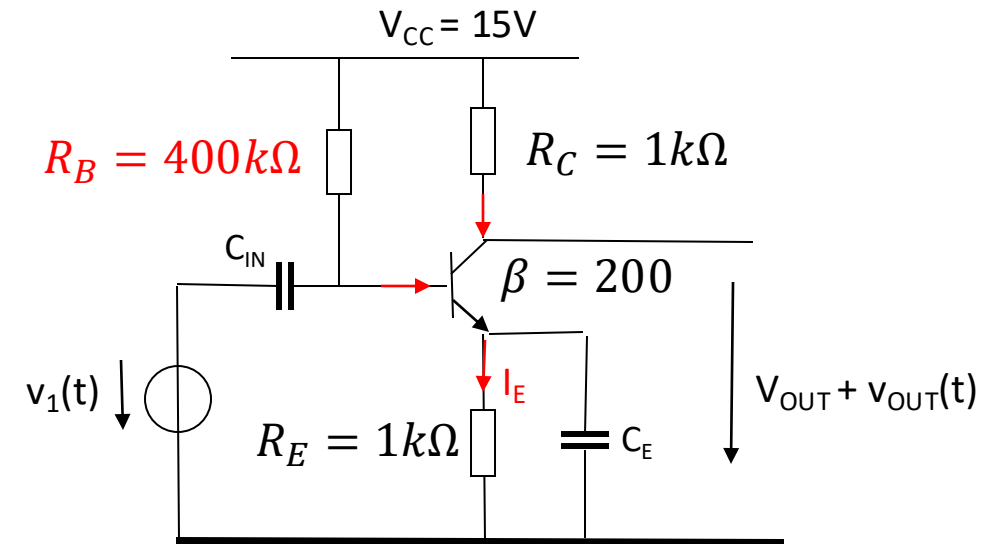 V_CC = 15V
R_B = 400kΩ
R_C = 1kΩ
C_IN
β = 200
v_1(t)
I_E
V_OUT + v_OUT(t)
R_E = 1kΩ
C_E